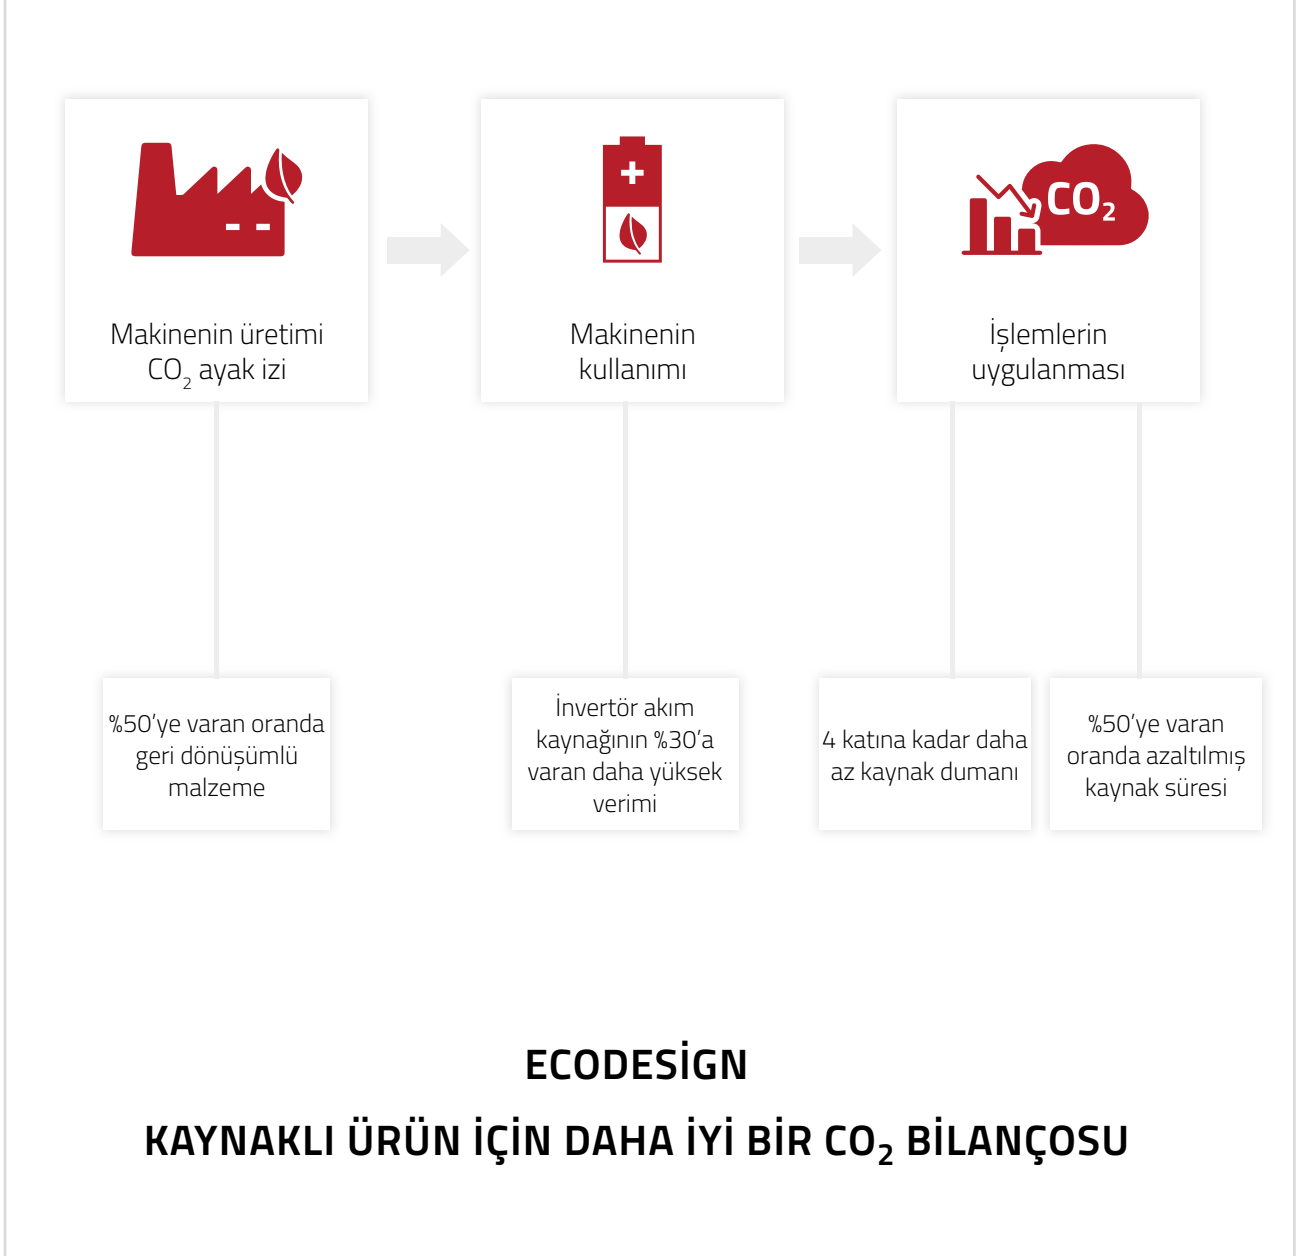 CO₂
Makinenin üretimi
CO₂ ayak izi
Makinenin
kullanımı
İşlemlerin
uygulanması
%50'ye varan oranda
geri dönüşümlü
malzeme
İnvertör akım
kaynağının %30'a
varan daha yüksek
verimi
4 katına kadar daha
az kaynak dumanı
%50'ye varan
oranda azaltılmış
kaynak süresi
ECODESİGN
KAYNAKLI ÜRÜN İÇİN DAHA İYİ BİR CO₂ BİLANÇOSU